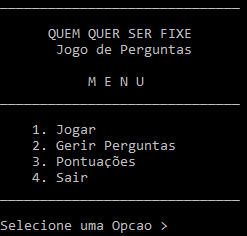 QUEM QUER SER FIXE
Jogo de Perguntas
M E N U
1. Jogar
2. Gerir Perguntas
3. Pontuações
4. Sair
Selecione uma Opcao >